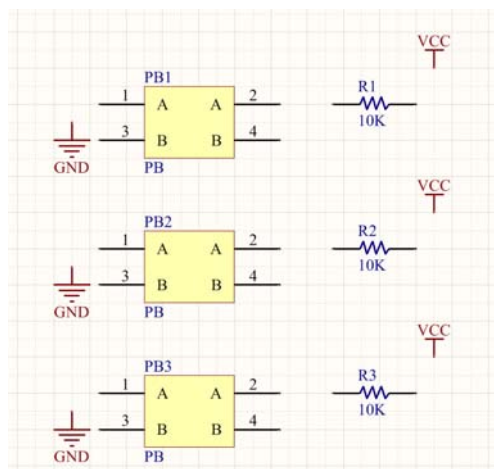 VCC
PB1
R1
1 A A 2
10K
3 B B 4
GND
PB
VCC
PB2
R2
1 A A 2
10K
3 B B 4
GND
PB
VCC
PB3
R3
1 A A 2
10K
3 B B 4
GND
PB